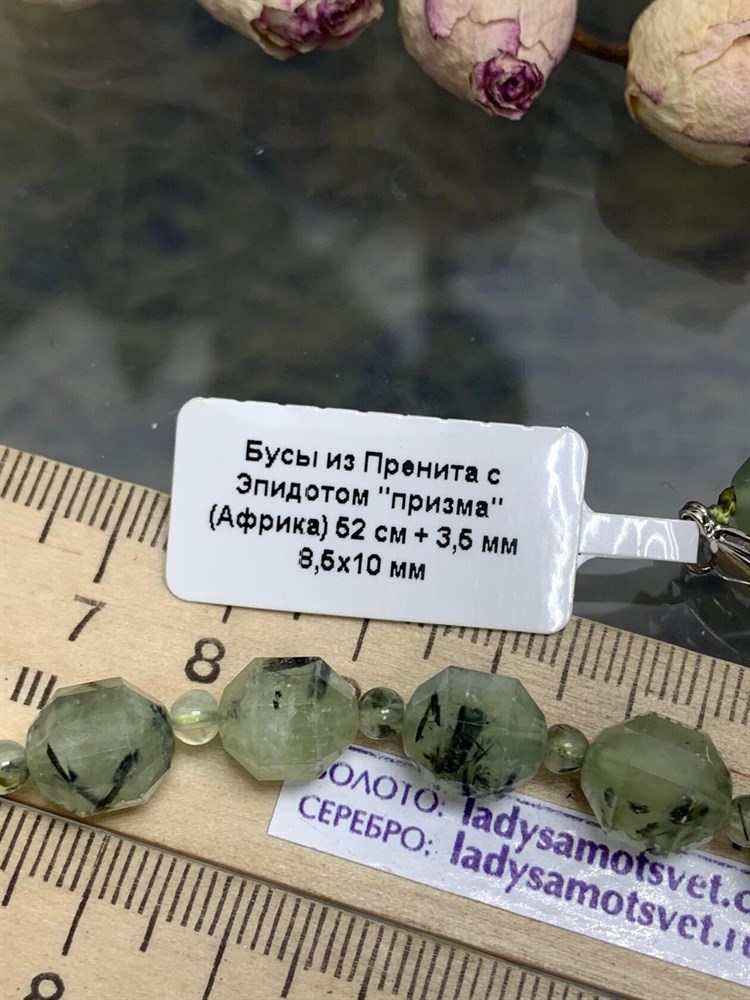 Бусы из Пренита с
Эпидотом "призма"
(Африка) 52 см + 3,5 мм
8,5х10 мм
7
8
ЗОЛОТО: ladysamotsvet.c
СЕРЕБРО: ladysamotsvet.r
8